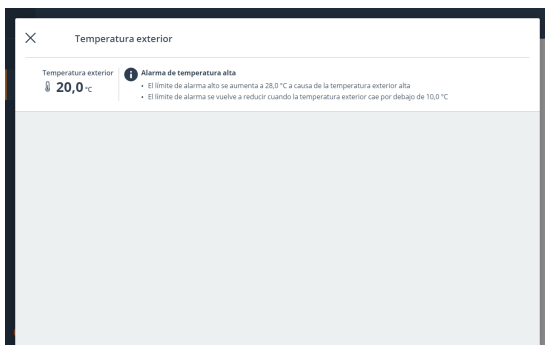 Temperatura exterior
Temperatura exterior
20,0 °C
Alarma de temperatura alta
• El límite de alarma alto se aumenta a 28,0 °C a causa de la temperatura exterior alta
• El límite de alarma se vuelve a reducir cuando la temperatura exterior cae por debajo de 10,0 °C